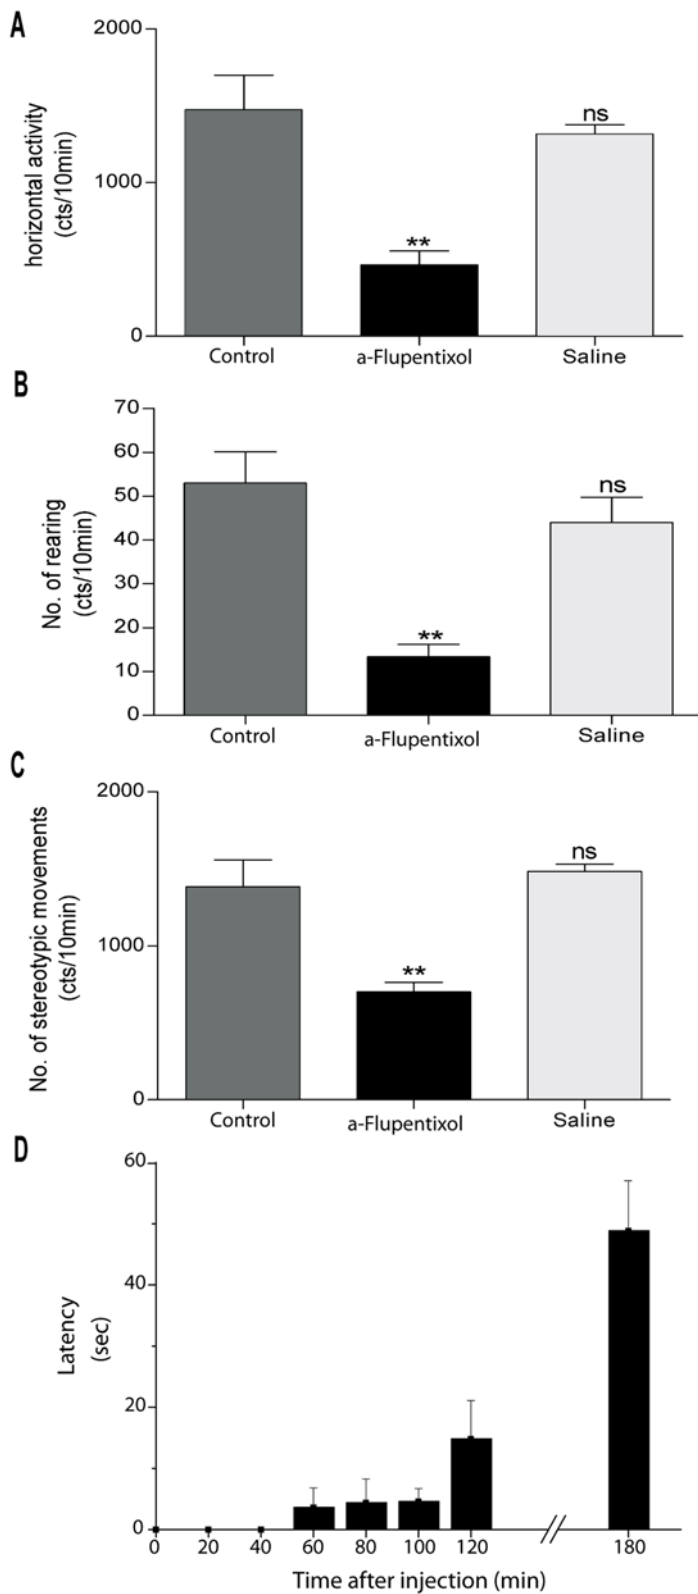 A
2000
1000
0
horizontal activity
(cts/10min)
**
ns
Control
a-Flupentixol
Saline
B
70
60
50
40
30
20
10
0
No. of rearing
(cts/10min)
**
ns
Control
a-Flupentixol
Saline
C
2000
1000
0
No. of stereotypic movements
(cts/10min)
**
ns
Control
a-Flupentixol
Saline
D
60
40
20
0
Latency
(sec)
0 20 40 60 80 100 120 // 180
Time after injection (min)